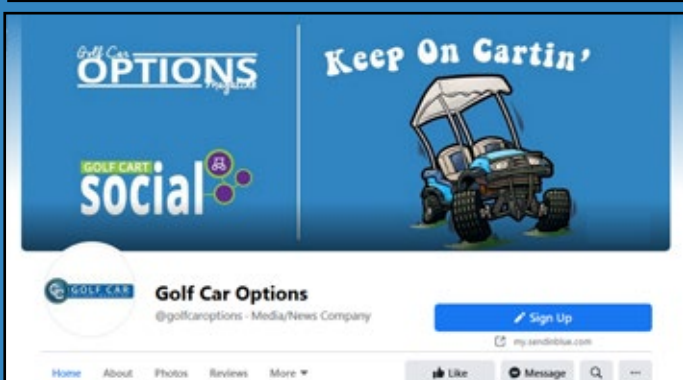 Golf Car
OPTIONS
Magazine
Keep On Cartin'
GOLF CART
social
GOLF CAR
Golf Car Options
@golfcaroptions · Media/News Company
Sign Up
my.sendinblue.com
Home About Photos Reviews More
Like Message